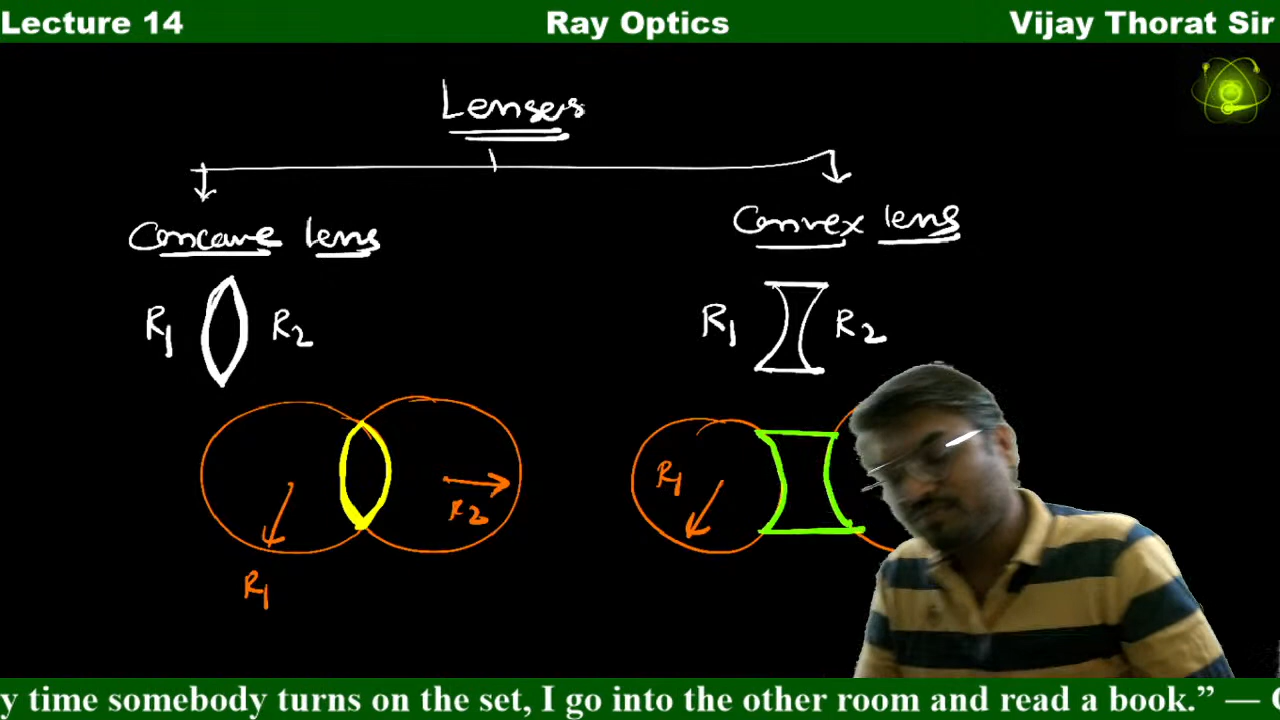 Lecture 14 Ray Optics Vijay Thorat Sir
Lensers
Concave lens
Convex lens
R1 R2
R1 R2
R1
R2
R1
y time somebody turns on the set, I go into the other room and read a book.” —